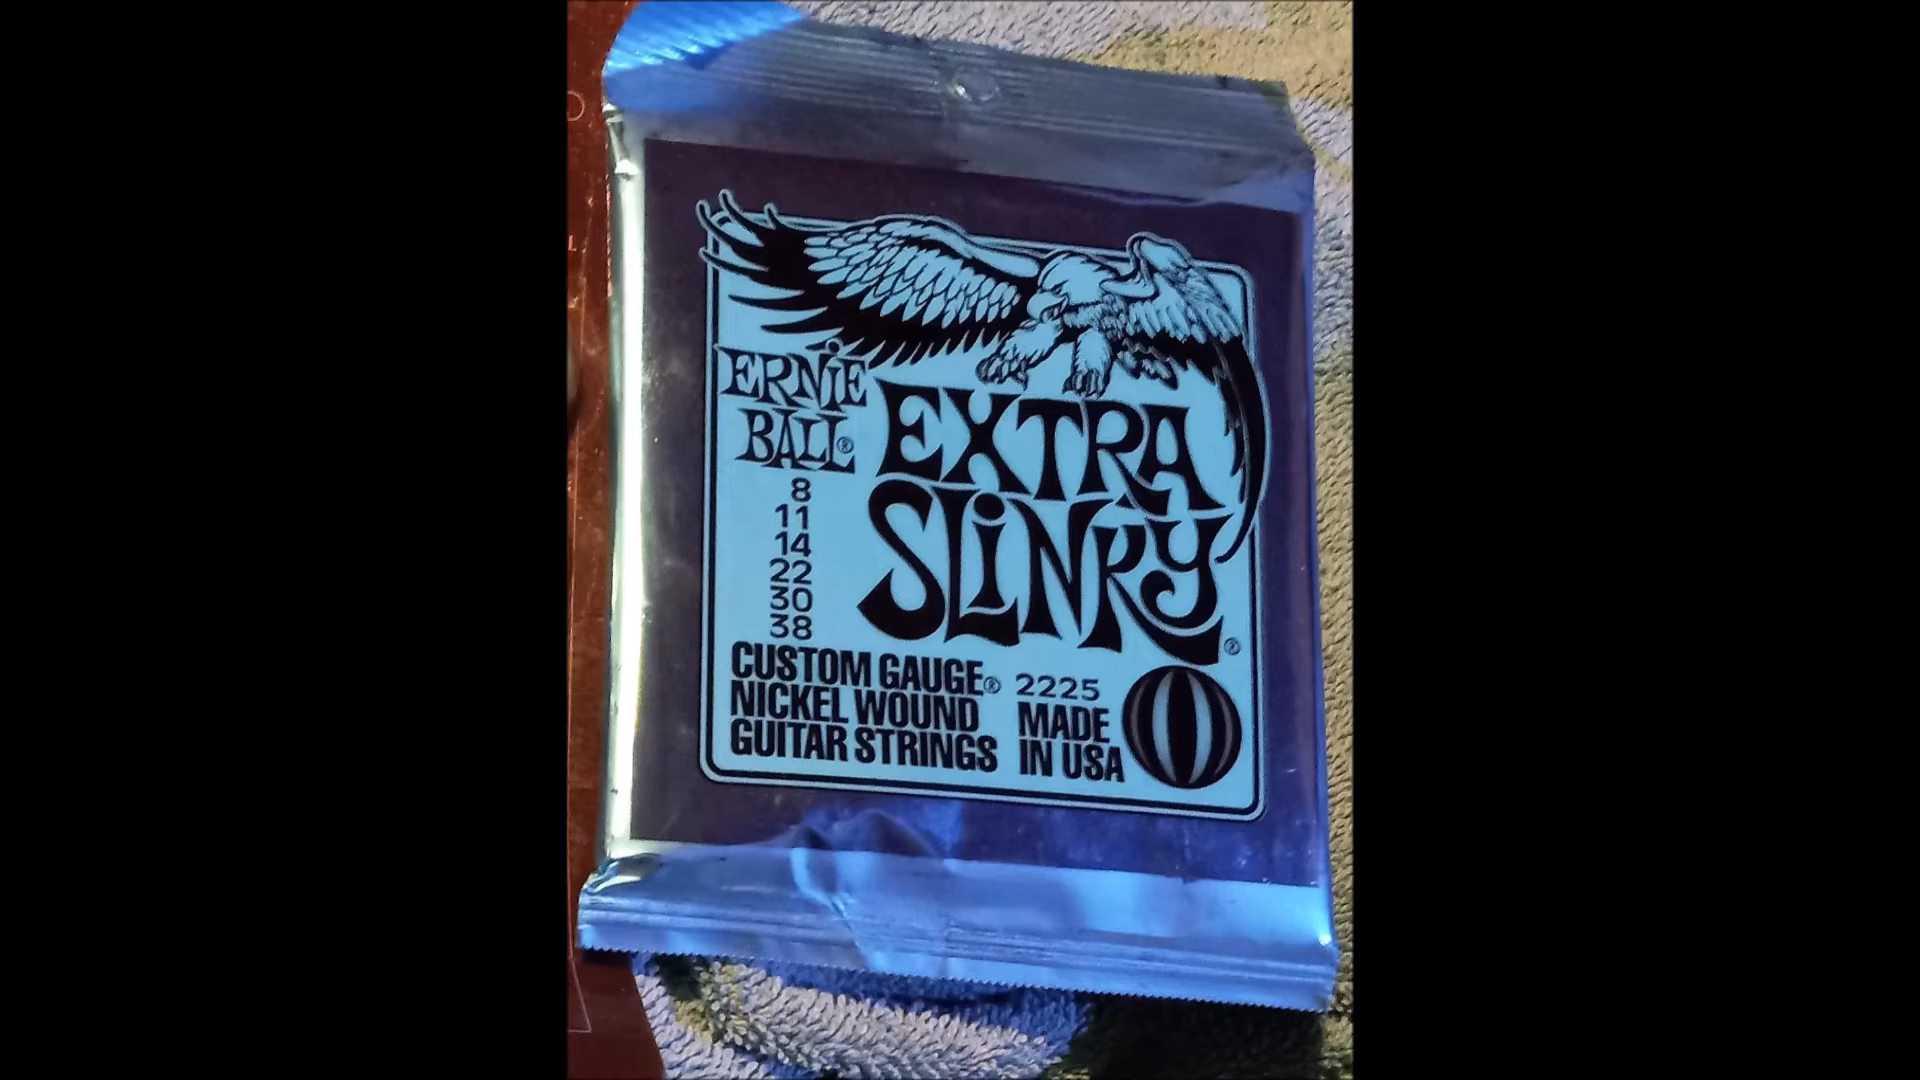 ERNiE
BALL®
EXTRA
SLiNKY®
8
11
14
22
30
38
CUSTOM GAUGE®
NICKEL WOUND
GUITAR STRINGS
2225
MADE
IN USA